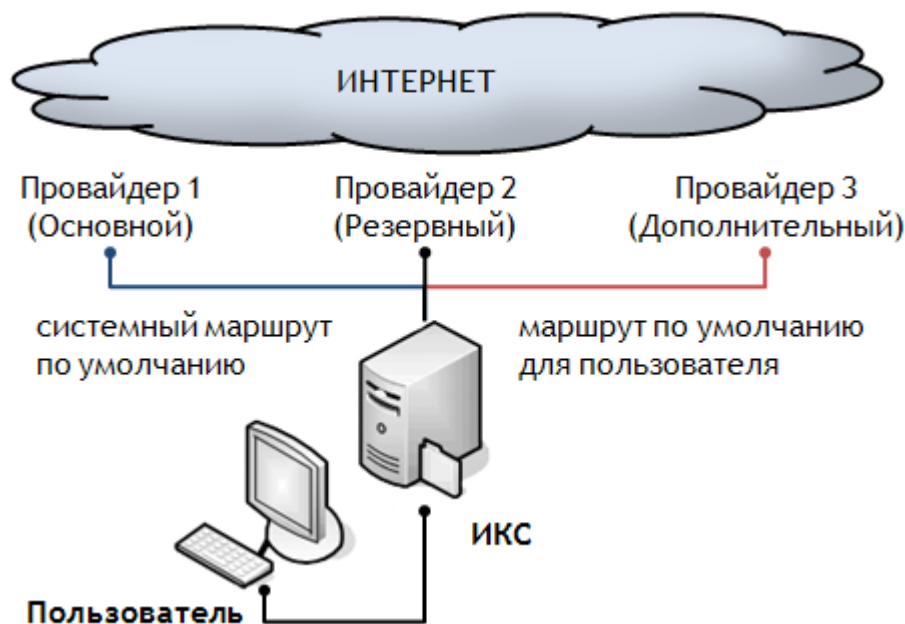 ИНТЕРНЕТ
Провайдер 1
(Основной)
Провайдер 2
(Резервный)
Провайдер 3
(Дополнительный)
системный маршрут
по умолчанию
маршрут по умолчанию
для пользователя
ИКС
Пользователь